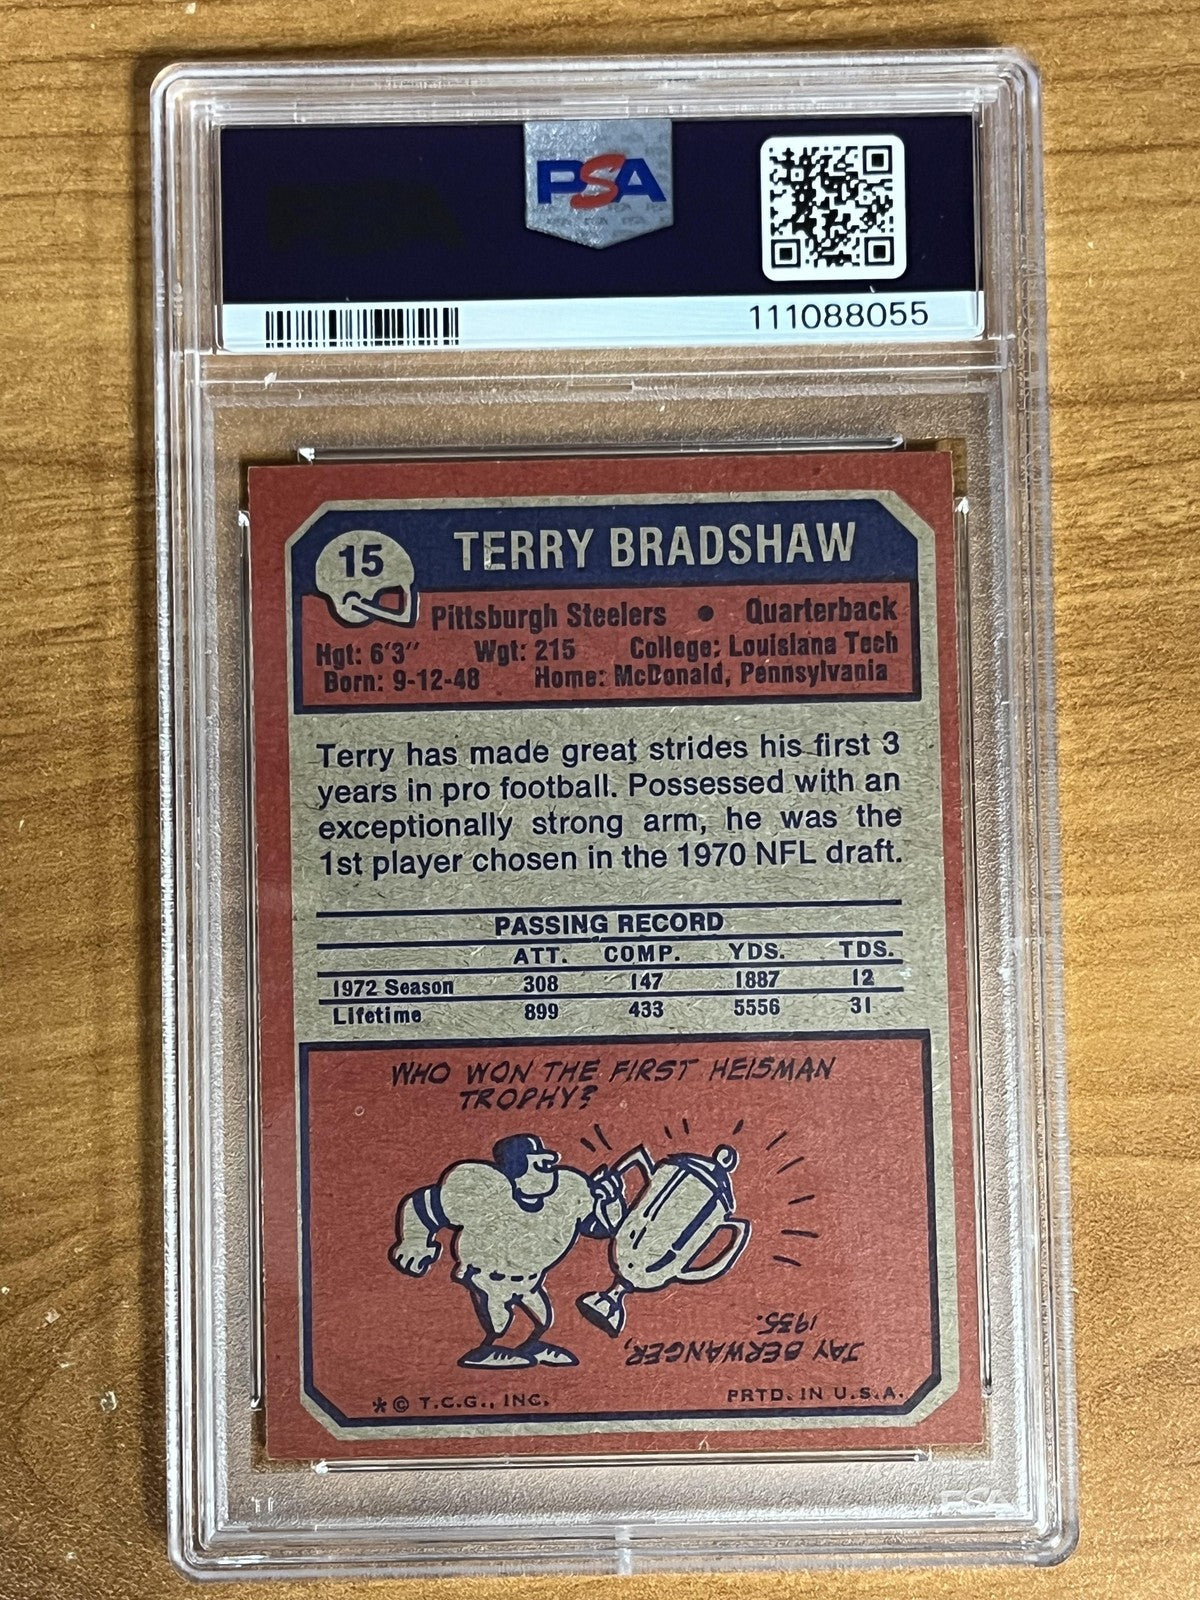 PSA
111088055
15
TERRY BRADSHAW
Pittsburgh Steelers • Quarterback
Hgt: 6'3" Wgt: 215 College: Louisiana Tech
Born: 9-12-48 Home: McDonald, Pennsylvania
Terry has made great strides his first 3
years in pro football. Possessed with an
exceptionally strong arm, he was the
1st player chosen in the 1970 NFL draft.
PASSING RECORD
ATT. COMP. YDS. TDS.
1972 Season 308 147 1887 12
Lifetime 899 433 5556 31
WHO WON THE FIRST HEISMAN
TROPHY?
JAY BERWANGER,
1935.
* © T.C.G., INC. PRTD. IN U.S.A.
PSA